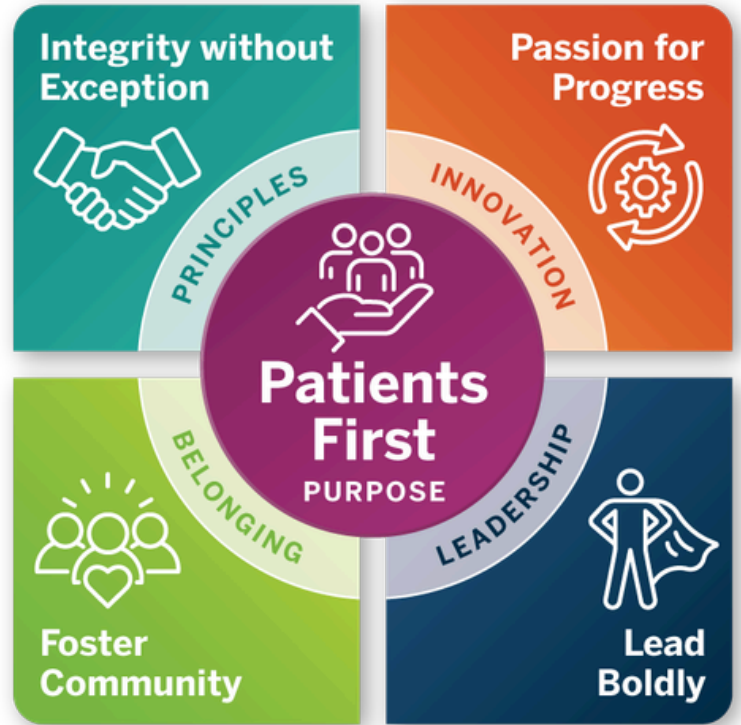 Integrity without
Exception
PRINCIPLES
Passion for
Progress
INNOVATION
Patients
First
PURPOSE
BELONGING
Foster
Community
LEADERSHIP
Lead
Boldly